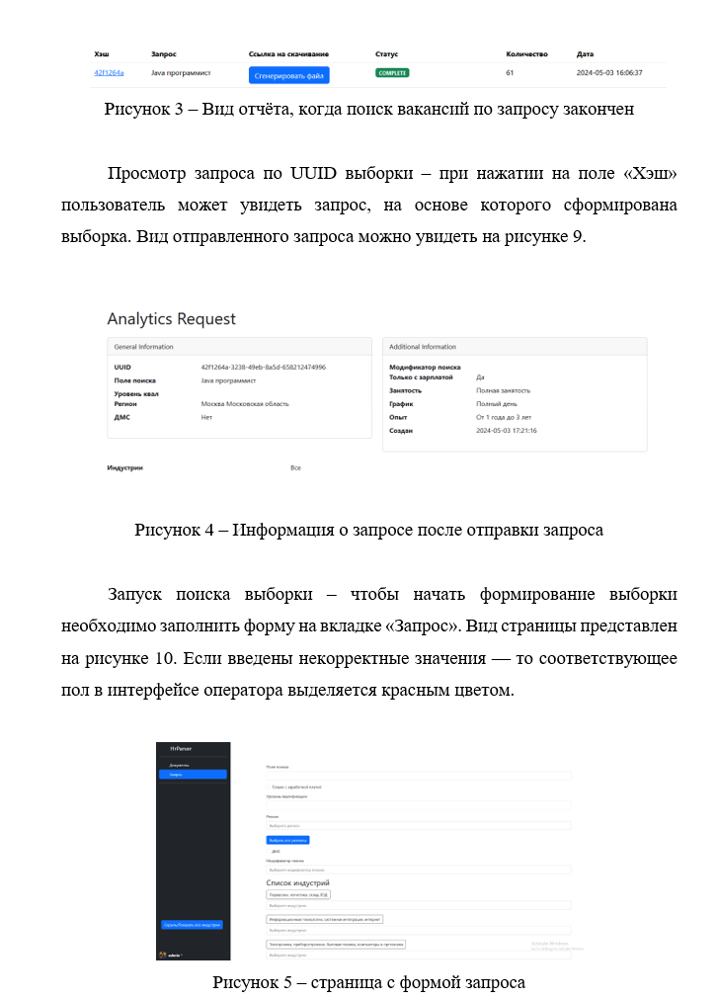 Хэш Запрос Ссылка на скачивание Статус Количество Дата
42f1264a Java программист Сгенерировать файл COMPLETE 61 2024-05-03 16:06:37
Рисунок 3 – Вид отчёта, когда поиск вакансий по запросу закончен
Просмотр запроса по UUID выборки – при нажатии на поле «Хэш»
пользователь может увидеть запрос, на основе которого сформирована
выборка. Вид отправленного запроса можно увидеть на рисунке 9.
Analytics Request
General Information
UUID 42f1264a-3238-49eb-8a5d-658212474996
Поле поиска Java программист
Уровень квал
Регион Москва Московская область
ДМС Нет
Additional Information
Модификатор поиска
Только с зарплатой Да
Занятость Полная занятость
График Полный день
Опыт От 1 года до 3 лет
Создан 2024-05-03 17:21:16
Индустрии Все
Рисунок 4 – Информация о запросе после отправки запроса
Запуск поиска выборки – чтобы начать формирование выборки
необходимо заполнить форму на вкладке «Запрос». Вид страницы представлен
на рисунке 10. Если введены некорректные значения — то соответствующее
пол в интерфейсе оператора выделяется красным цветом.
HrParser
Документы
Запрос
Скрыть/Показать все индустрии
admin
Поле поиска
Только с заработной платой
Уровень квалификации
Регион
Выберите регион
Выбрать все регионы
ДМС
Модификатор поиска
Выберите модификатор поиска
Список индустрий
Перевозки, логистика, склад, ВЭД
Выберите индустрии
Информационные технологии, системная интеграция, интернет
Выберите индустрии
Электроника, приборостроение, бытовая техника, компьютеры и оргтехника
Выберите индустрии
Activate Windows
Рисунок 5 – страница с формой запроса